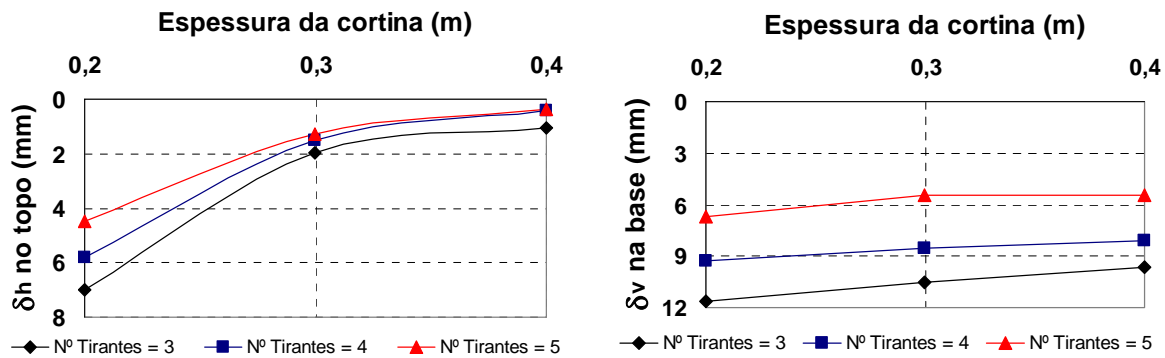 Espessura da cortina (m)
0,2 0,3 0,4
δh no topo (mm)
0
2
4
6
8
Nº Tirantes = 3 Nº Tirantes = 4 Nº Tirantes = 5
Espessura da cortina (m)
0,2 0,3 0,4
δv na base (mm)
0
3
6
9
12
Nº Tirantes = 3 Nº Tirantes = 4 Nº Tirantes = 5